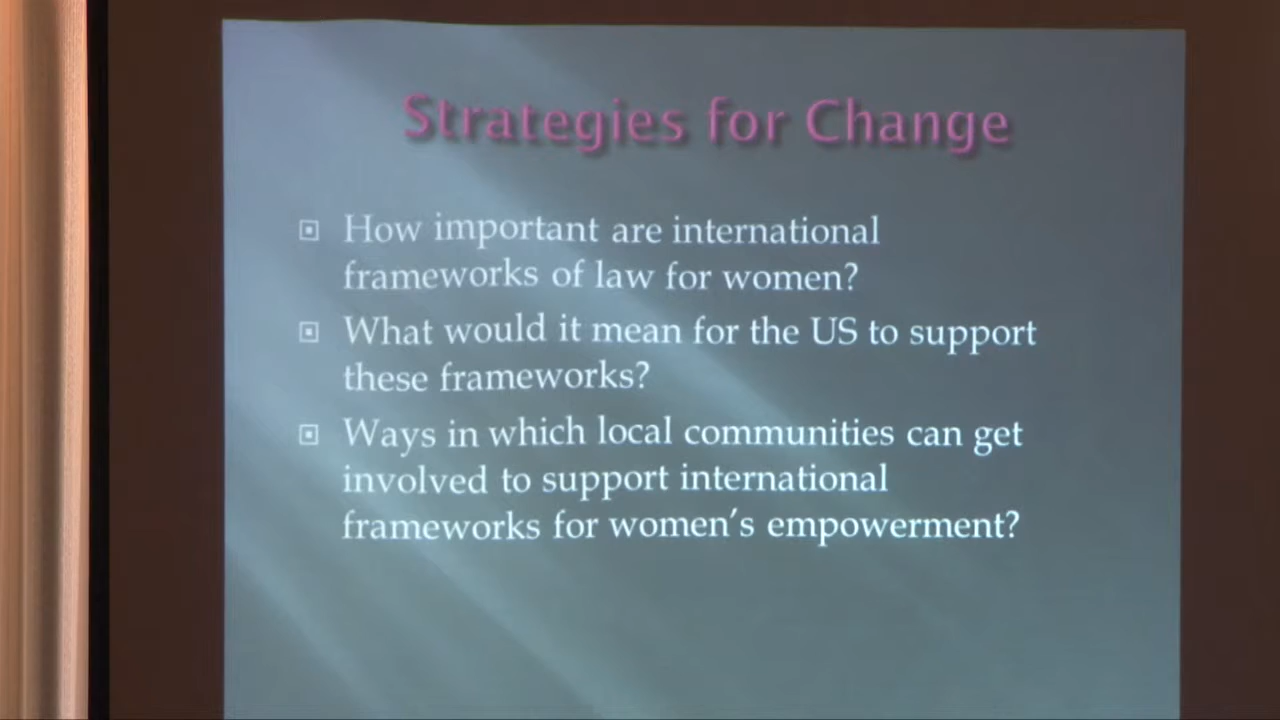 Strategies for Change
How important are international
frameworks of law for women?
What would it mean for the US to support
these frameworks?
Ways in which local communities can get
involved to support international
frameworks for women's empowerment?